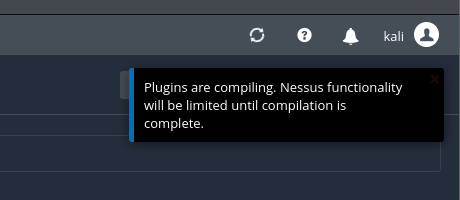 kali
Plugins are compiling. Nessus functionality
will be limited until compilation is
complete.